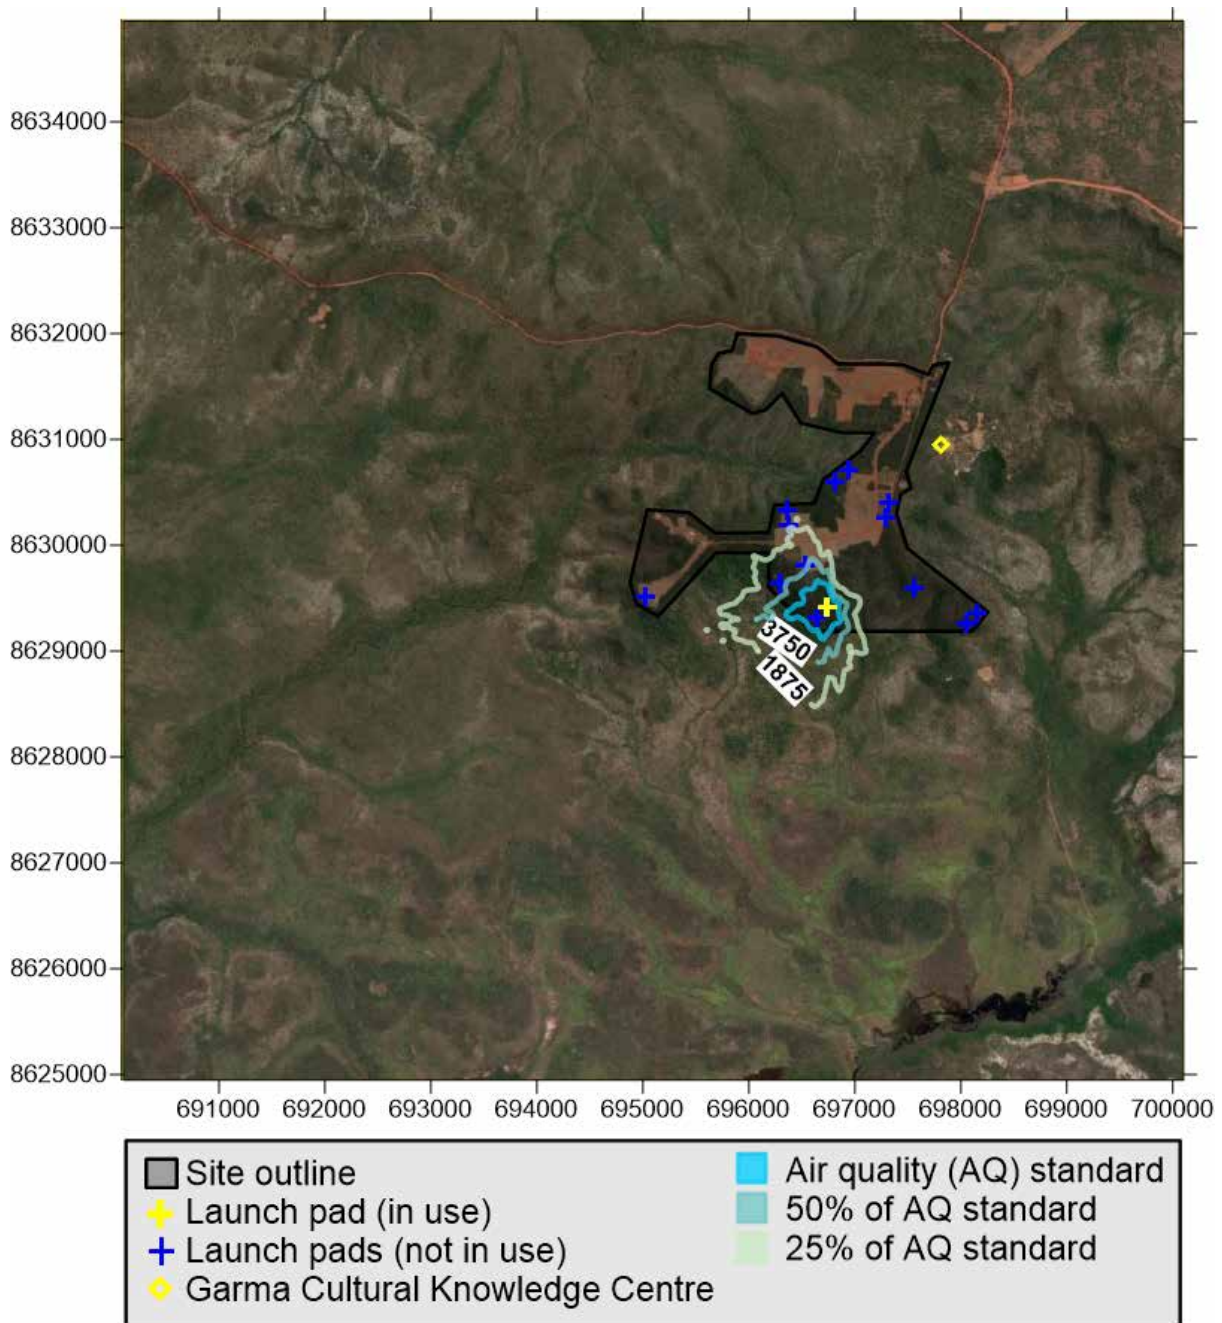 8634000
8633000
8632000
8631000
8630000
8629000
8628000
8627000
8626000
8625000
3750
1875
691000 692000 693000 694000 695000 696000 697000 698000 699000 700000
Site outline
Launch pad (in use)
Launch pads (not in use)
Garma Cultural Knowledge Centre
Air quality (AQ) standard
50% of AQ standard
25% of AQ standard